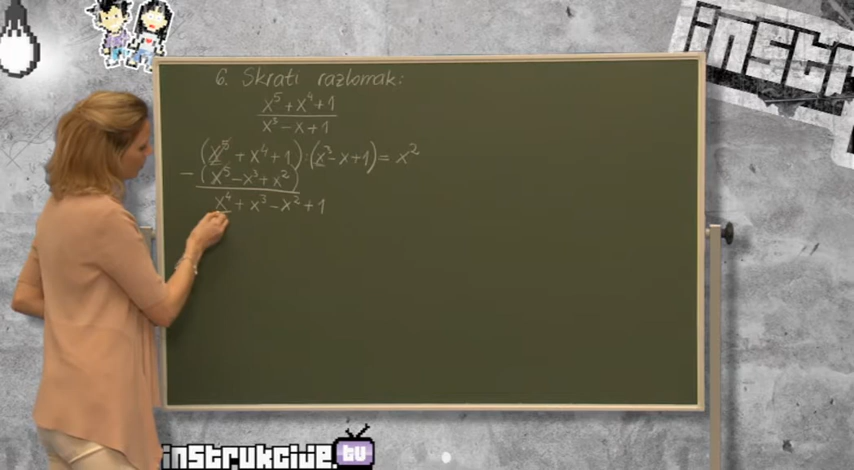 6. Skrati razlomak:
x⁵ + x⁴ + 1
x³ − x + 1
(x⁵ + x⁴ + 1) : (x³ − x + 1) = x²
− (x⁵ − x³ + x²)
x⁴ + x³ − x² + 1
instrukcije.tv